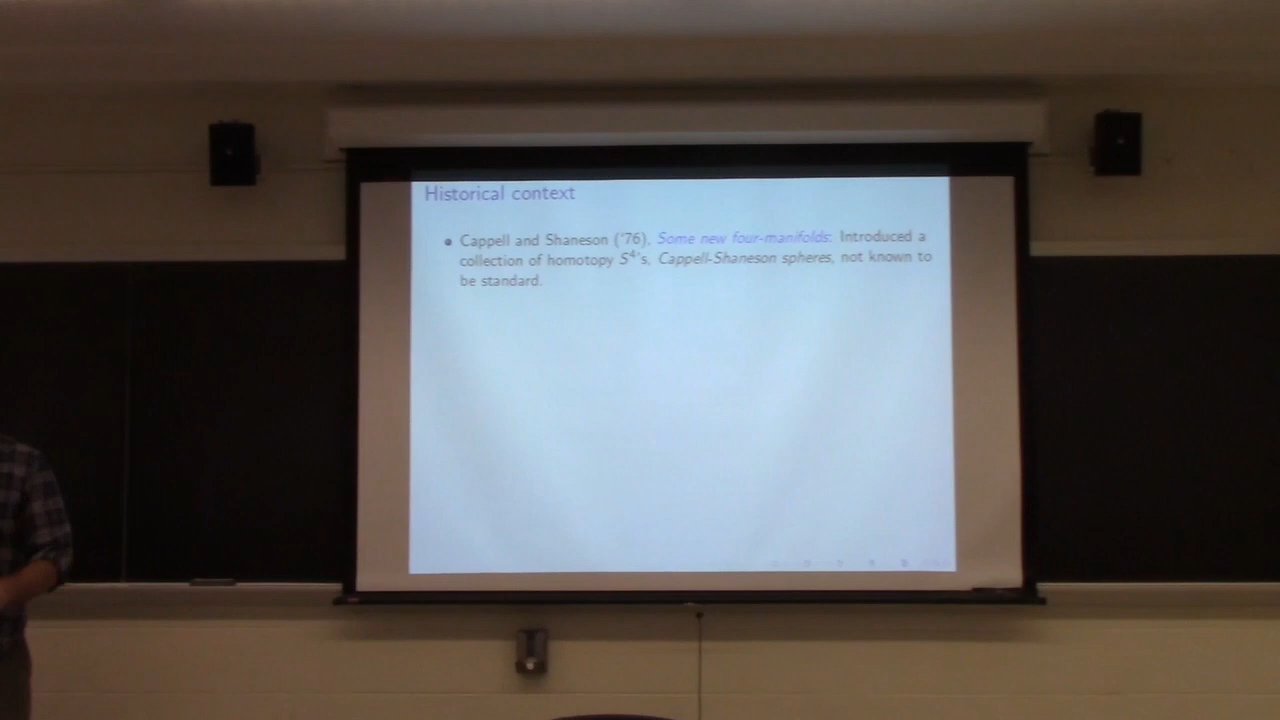 Historical context
• Cappell and Shaneson ('76), Some new four-manifolds: Introduced a
collection of homotopy S⁴'s, Cappell-Shaneson spheres, not known to
be standard.